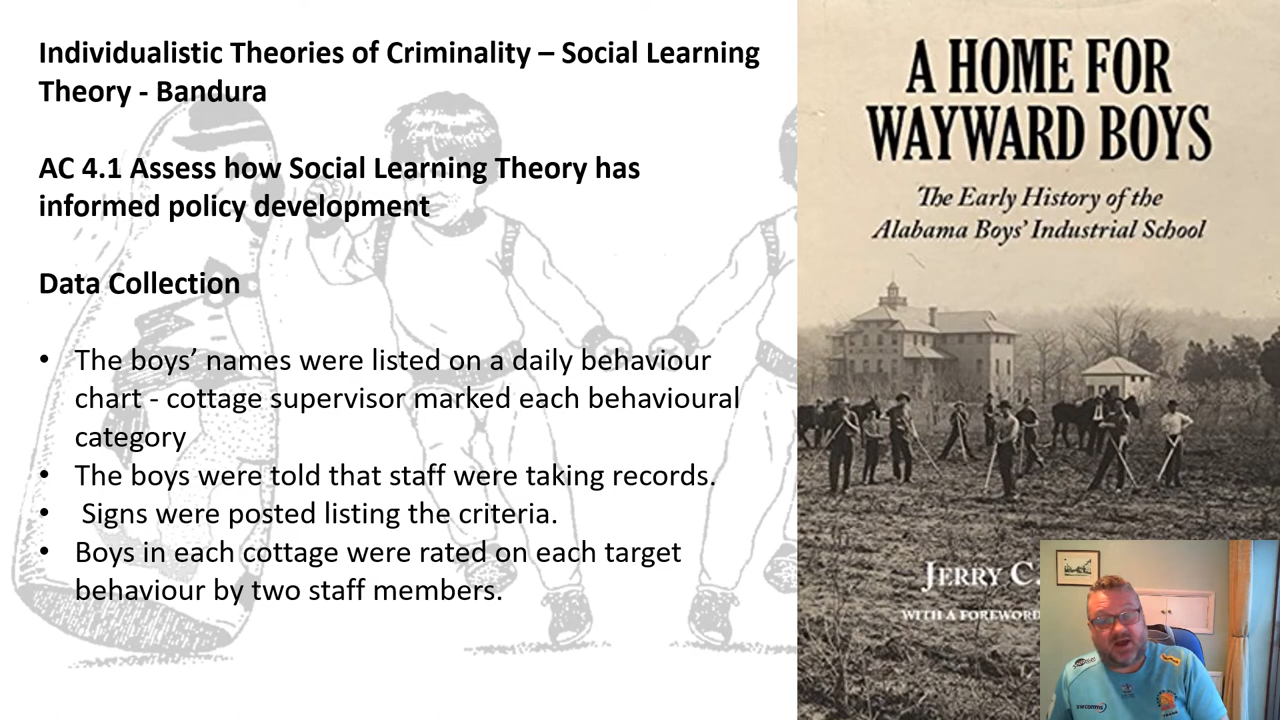 Individualistic Theories of Criminality – Social Learning
Theory - Bandura
AC 4.1 Assess how Social Learning Theory has
informed policy development
Data Collection
• The boys’ names were listed on a daily behaviour
chart - cottage supervisor marked each behavioural
category
• The boys were told that staff were taking records.
• Signs were posted listing the criteria.
• Boys in each cottage were rated on each target
behaviour by two staff members.
A HOME FOR
WAYWARD BOYS
The Early History of the
Alabama Boys’ Industrial School
JERRY C.
WITH A FOREWORD